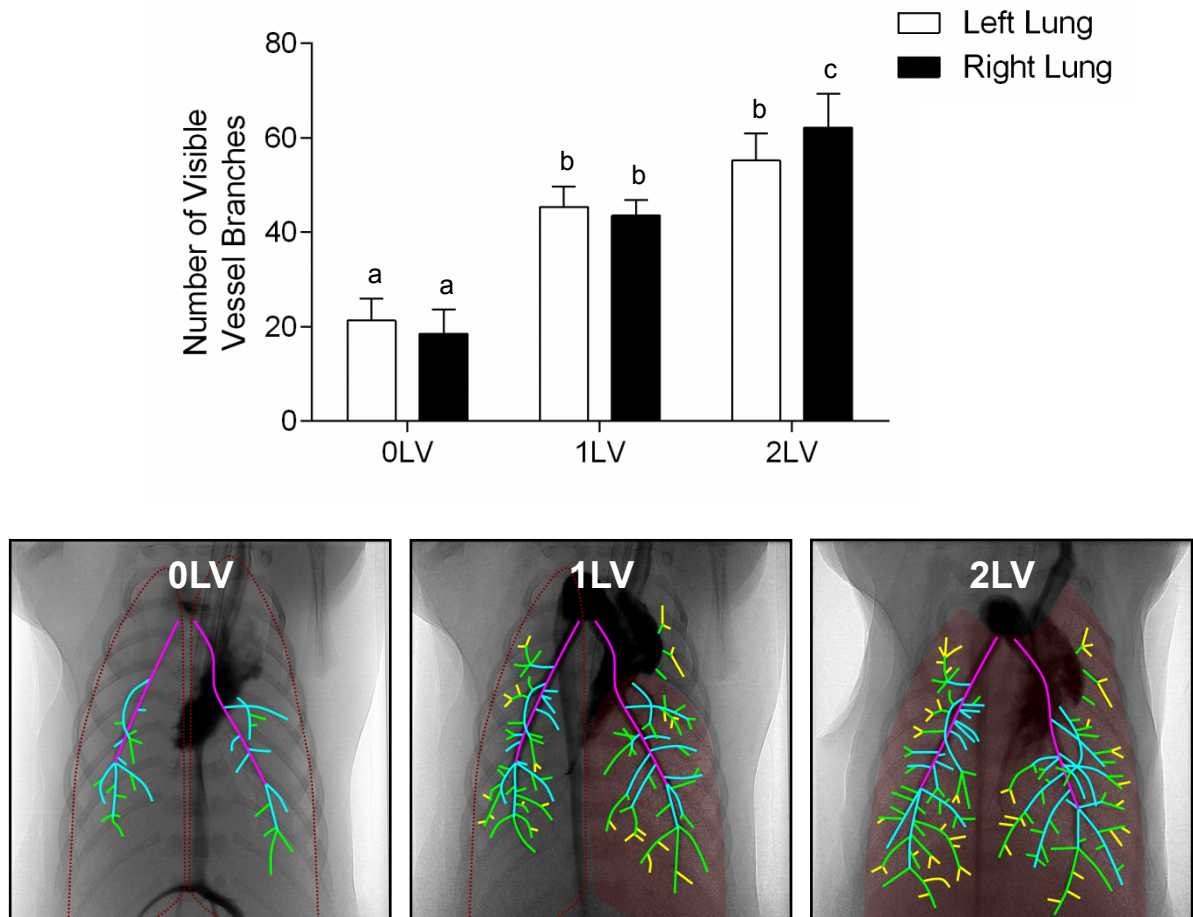 Left Lung
Right Lung
Number of Visible
Vessel Branches
80
60
40
20
0
a
a
b
b
b
c
0LV
1LV
2LV
0LV
1LV
2LV